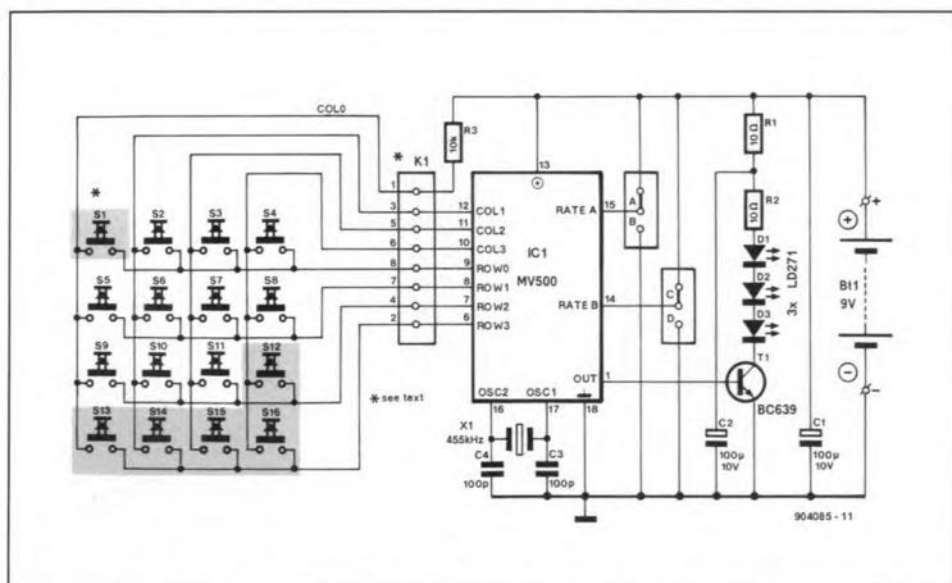 COL0
R3
10k
*
K1
1
3
5
6
8
7
4
2
12 COL1
11 COL2
10 COL3
9 ROW0
8 ROW1
7 ROW2
6 ROW3
13
+
IC1
MV500
15 RATE A
14 RATE B
1 OUT
OSC2 OSC1
16 17 18
A
B
C
D
R1
10Ω
R2
10Ω
D1
D2
D3
3x LD271
T1
BC639
C2
100µ
10V
C1
100µ
10V
+
Bt1
9V
−
X1
455kHz
C4
100p
C3
100p
*
S1 S2 S3 S4
S5 S6 S7 S8
S9 S10 S11 S12
S13 S14 S15 S16
* see text
904085 - 11